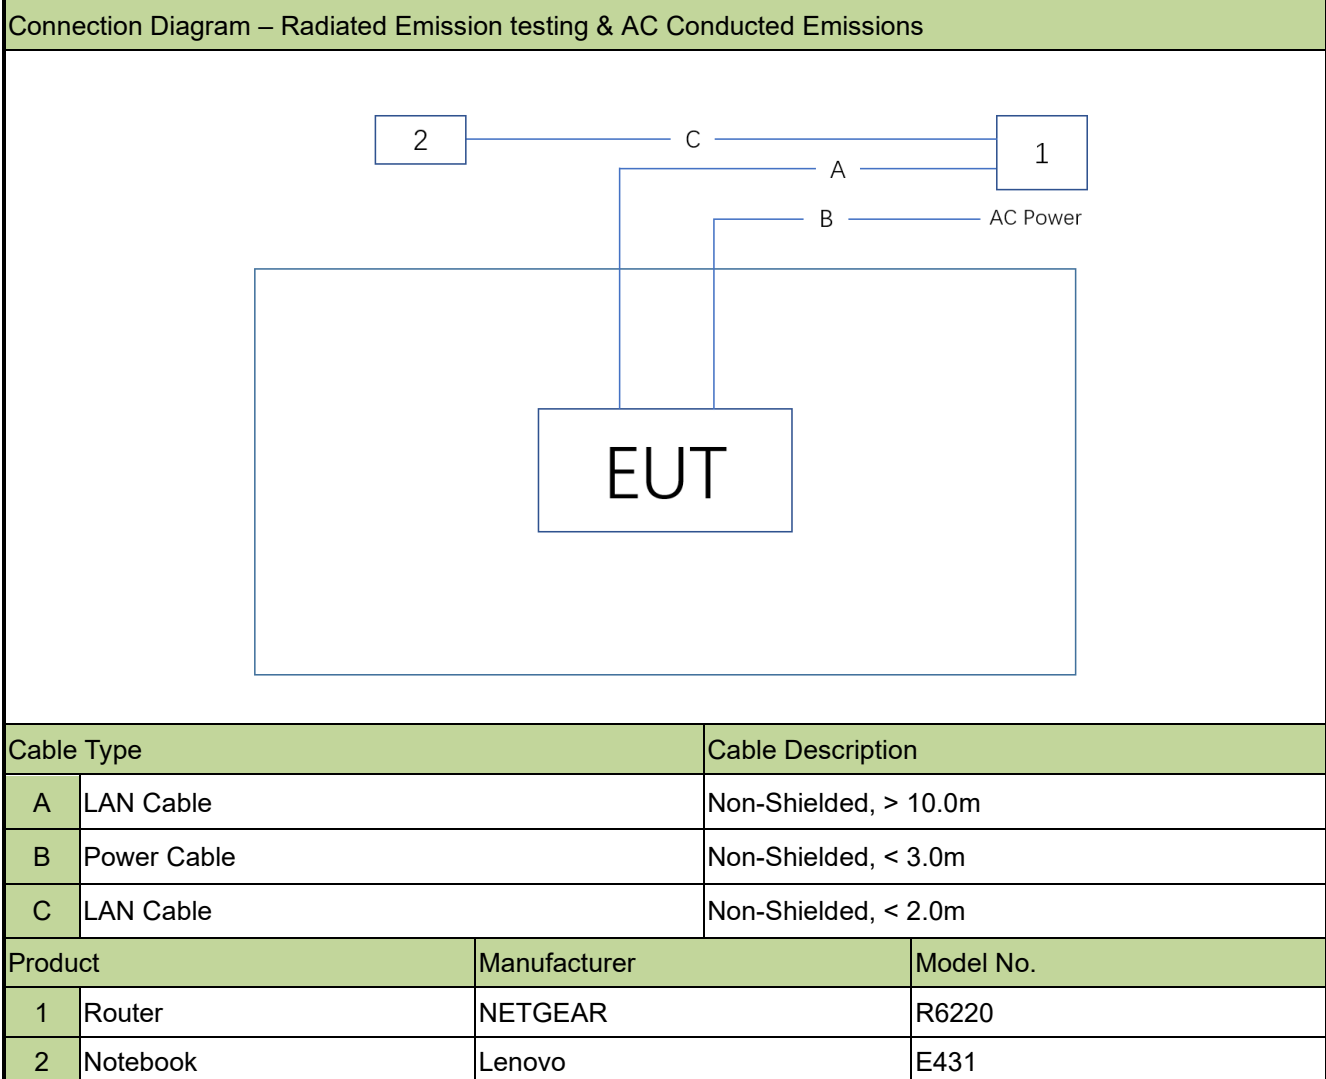 Connection Diagram – Radiated Emission testing & AC Conducted Emissions
2
C
1
A
B
AC Power
EUT
Cable Type Cable Description
A LAN Cable Non-Shielded, > 10.0m
B Power Cable Non-Shielded, < 3.0m
C LAN Cable Non-Shielded, < 2.0m
Product Manufacturer Model No.
1 Router NETGEAR R6220
2 Notebook Lenovo E431